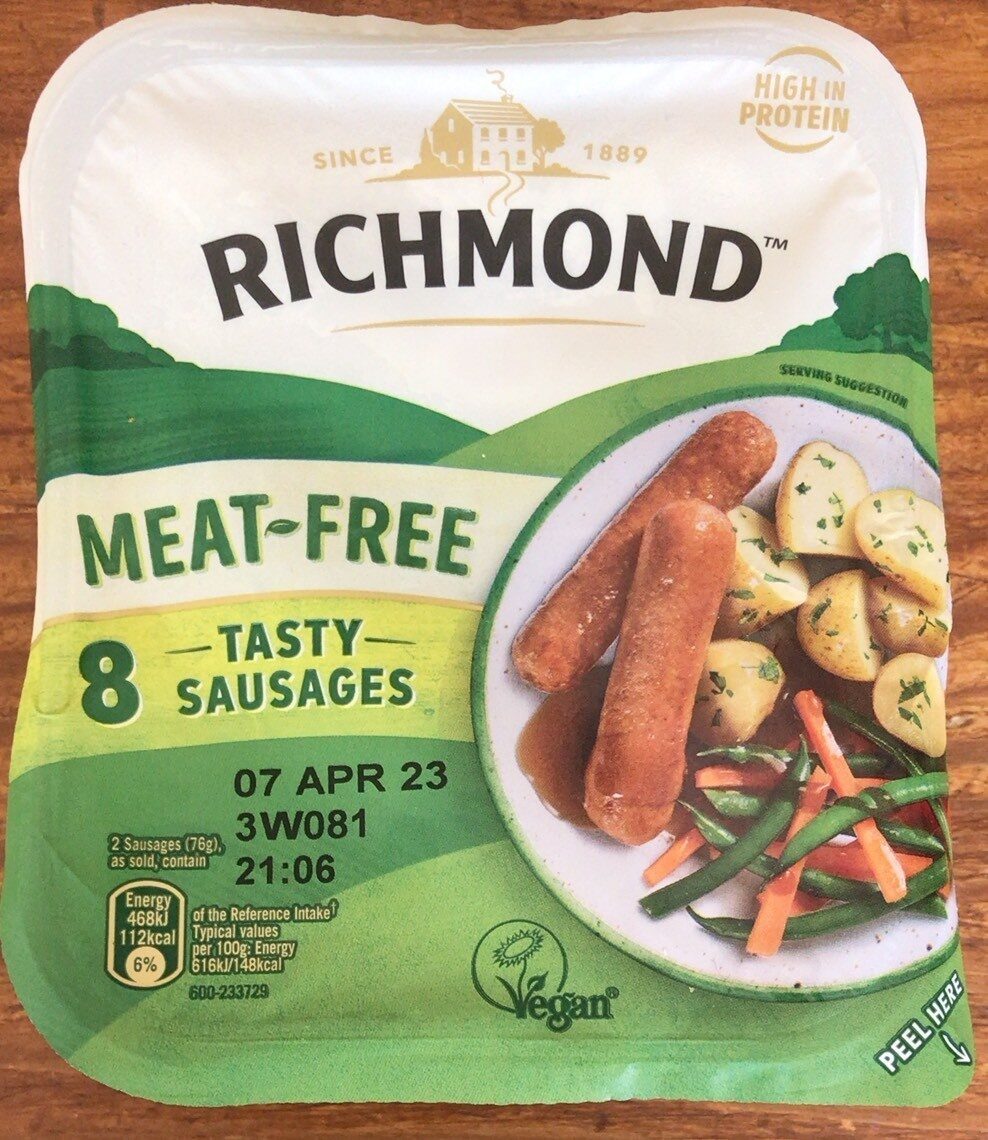 HIGH IN
PROTEIN
SINCE 1889
RICHMOND™
SERVING SUGGESTION
MEAT-FREE
8 TASTY
SAUSAGES
07 APR 23
3W081
21:06
2 Sausages (76g),
as sold, contain
Energy
468kJ
112kcal
6%
of the Reference Intake†
Typical values
per 100g: Energy
616kJ/148kcal
600-233729
Vegan®
PEEL HERE